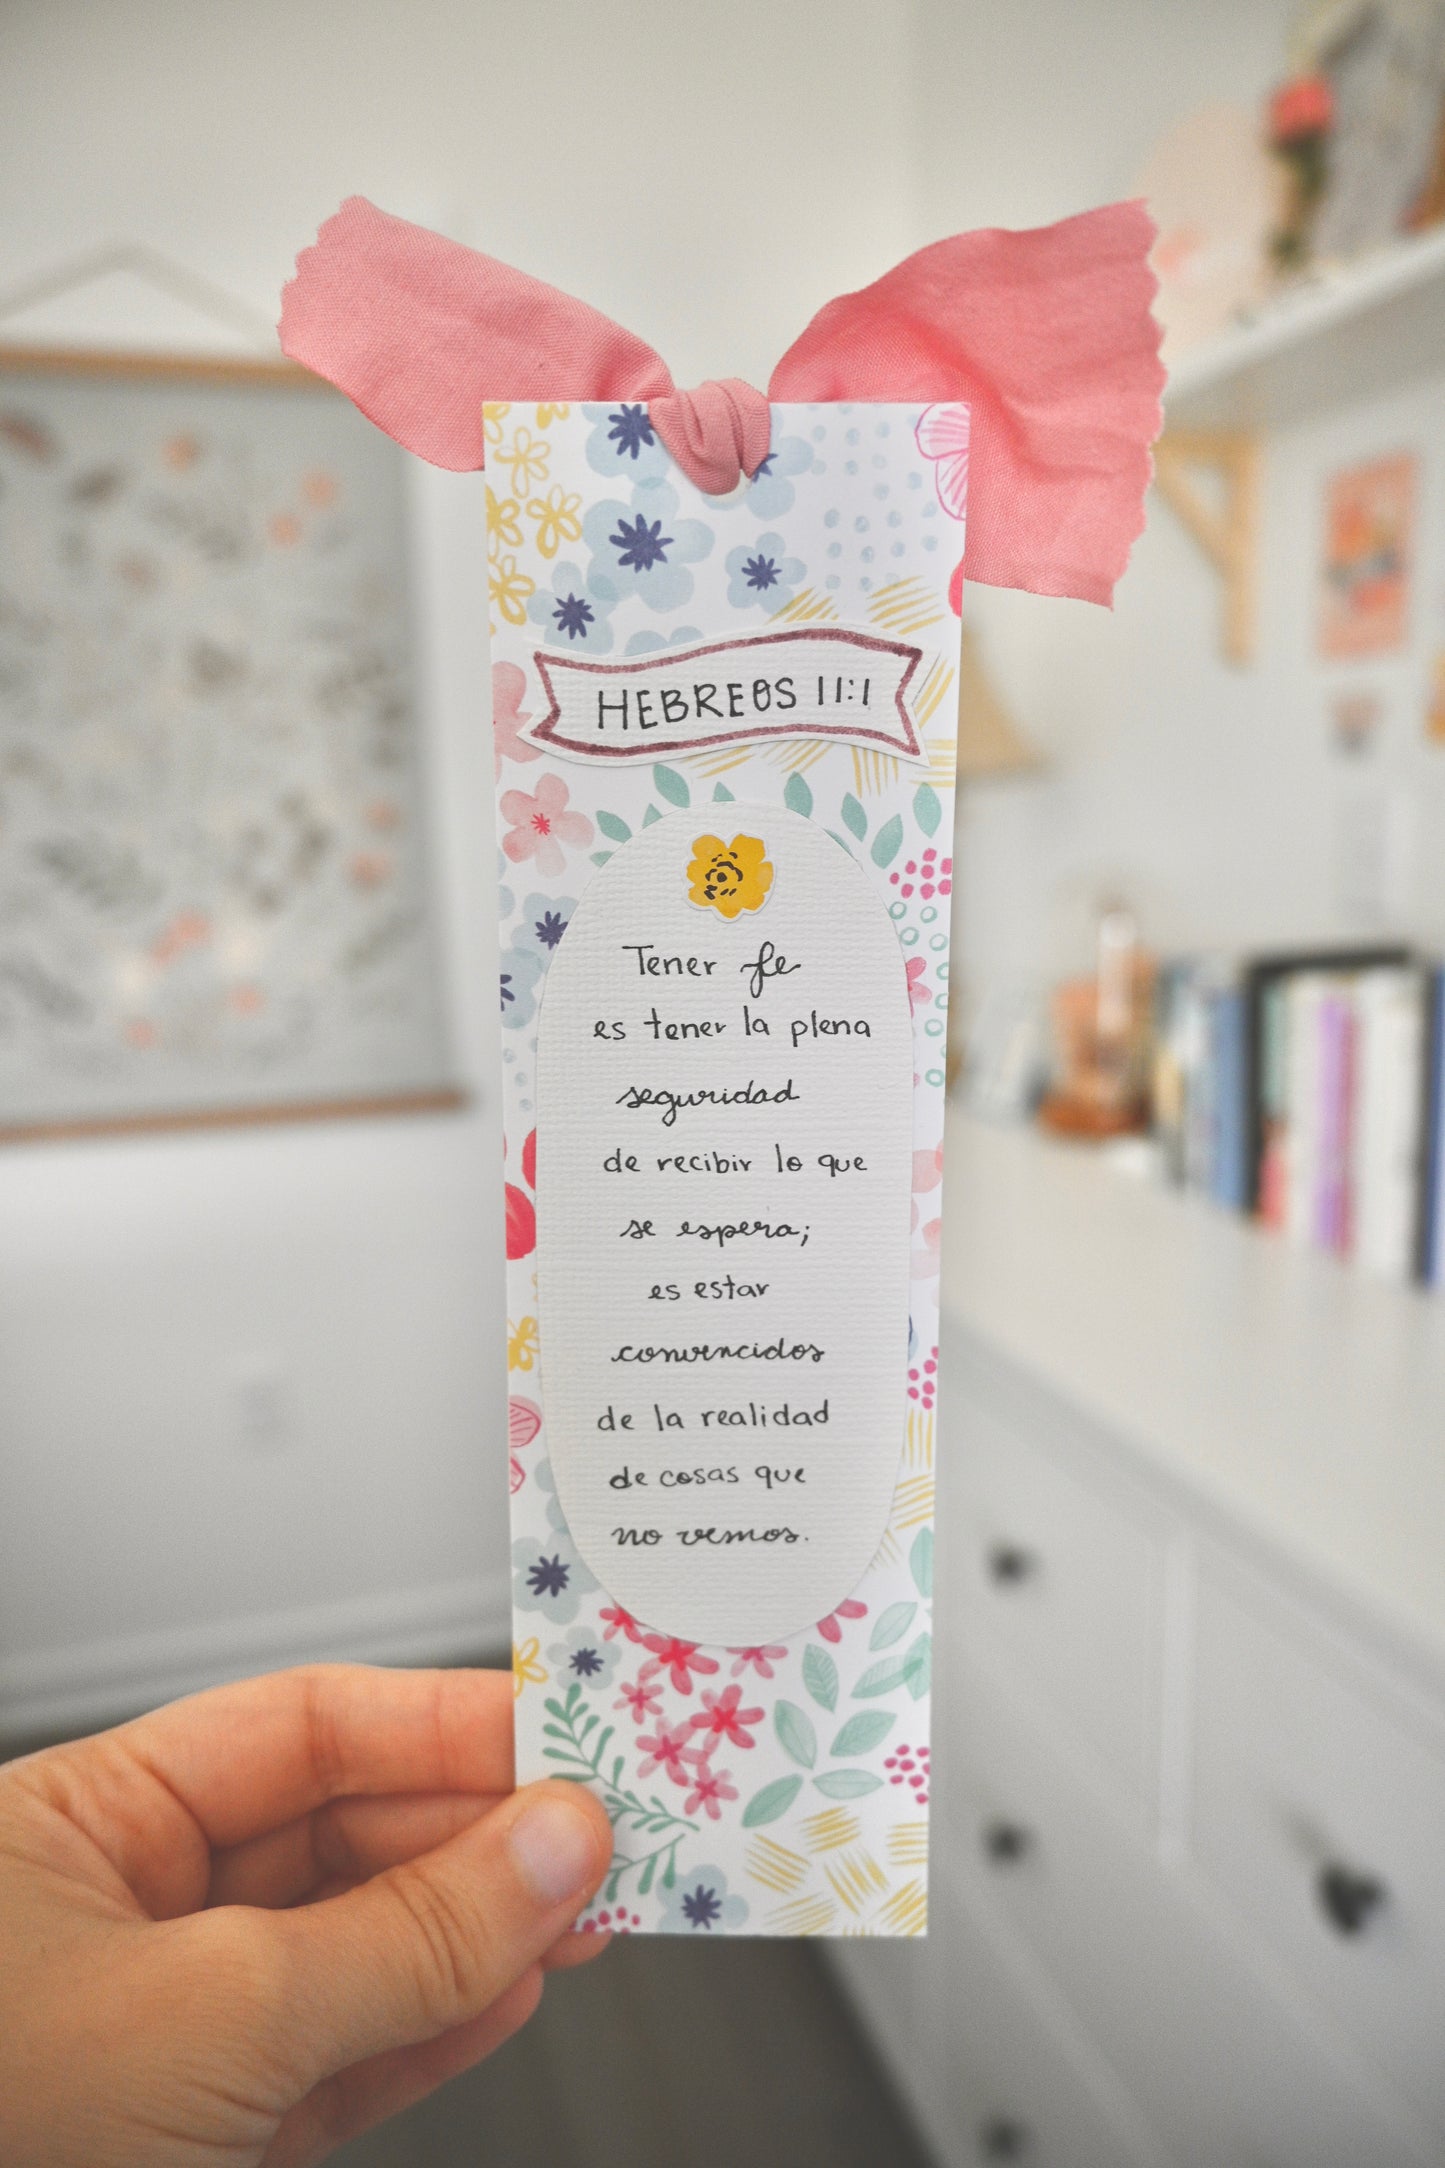 HEBREOS 11:1
Tener fe
es tener la plena
seguridad
de recibir lo que
se espera;
es estar
convencidos
de la realidad
de cosas que
no vemos.